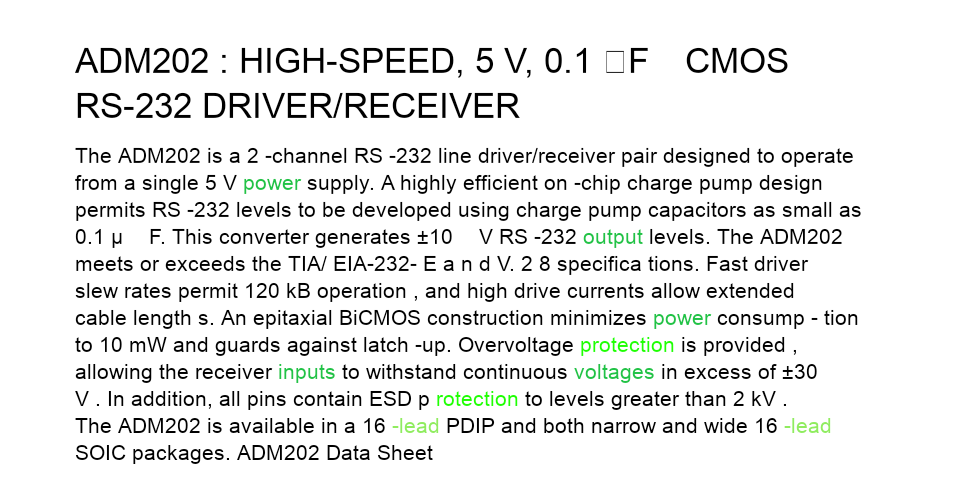 ADM202 : HIGH-SPEED, 5 V, 0.1 □F CMOS
RS-232 DRIVER/RECEIVER
The ADM202 is a 2 -channel RS -232 line driver/receiver pair designed to operate
from a single 5 V power supply. A highly efficient on -chip charge pump design
permits RS -232 levels to be developed using charge pump capacitors as small as
0.1 μ F. This converter generates ±10 V RS -232 output levels. The ADM202
meets or exceeds the TIA/ EIA-232- E a n d V. 2 8 specifica tions. Fast driver
slew rates permit 120 kB operation , and high drive currents allow extended
cable length s. An epitaxial BiCMOS construction minimizes power consump - tion
to 10 mW and guards against latch -up. Overvoltage protection is provided ,
allowing the receiver inputs to withstand continuous voltages in excess of ±30
V . In addition, all pins contain ESD p rotection to levels greater than 2 kV .
The ADM202 is available in a 16 -lead PDIP and both narrow and wide 16 -lead
SOIC packages. ADM202 Data Sheet